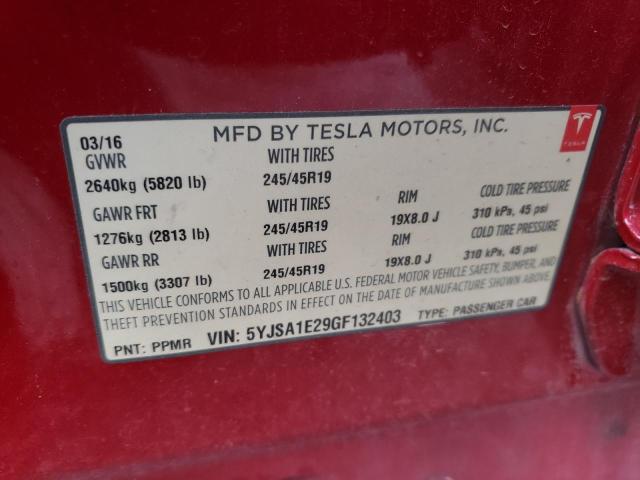 03/16 MFD BY TESLA MOTORS, INC. TESLA
GVWR WITH TIRES
2640kg (5820 lb) 245/45R19 RIM COLD TIRE PRESSURE
GAWR FRT WITH TIRES 19X8.0 J 310 kPa, 45 psi
1276kg (2813 lb) 245/45R19 RIM COLD TIRE PRESSURE
GAWR RR WITH TIRES 19X8.0 J 310 kPa, 45 psi
1500kg (3307 lb) 245/45R19
THIS VEHICLE CONFORMS TO ALL APPLICABLE U.S. FEDERAL MOTOR VEHICLE SAFETY, BUMPER, AND
THEFT PREVENTION STANDARDS IN EFFECT ON THE DATE OF MANUFACTURE SHOWN ABOVE.
PNT: PPMR VIN: 5YJSA1E29GF132403 TYPE: PASSENGER CAR